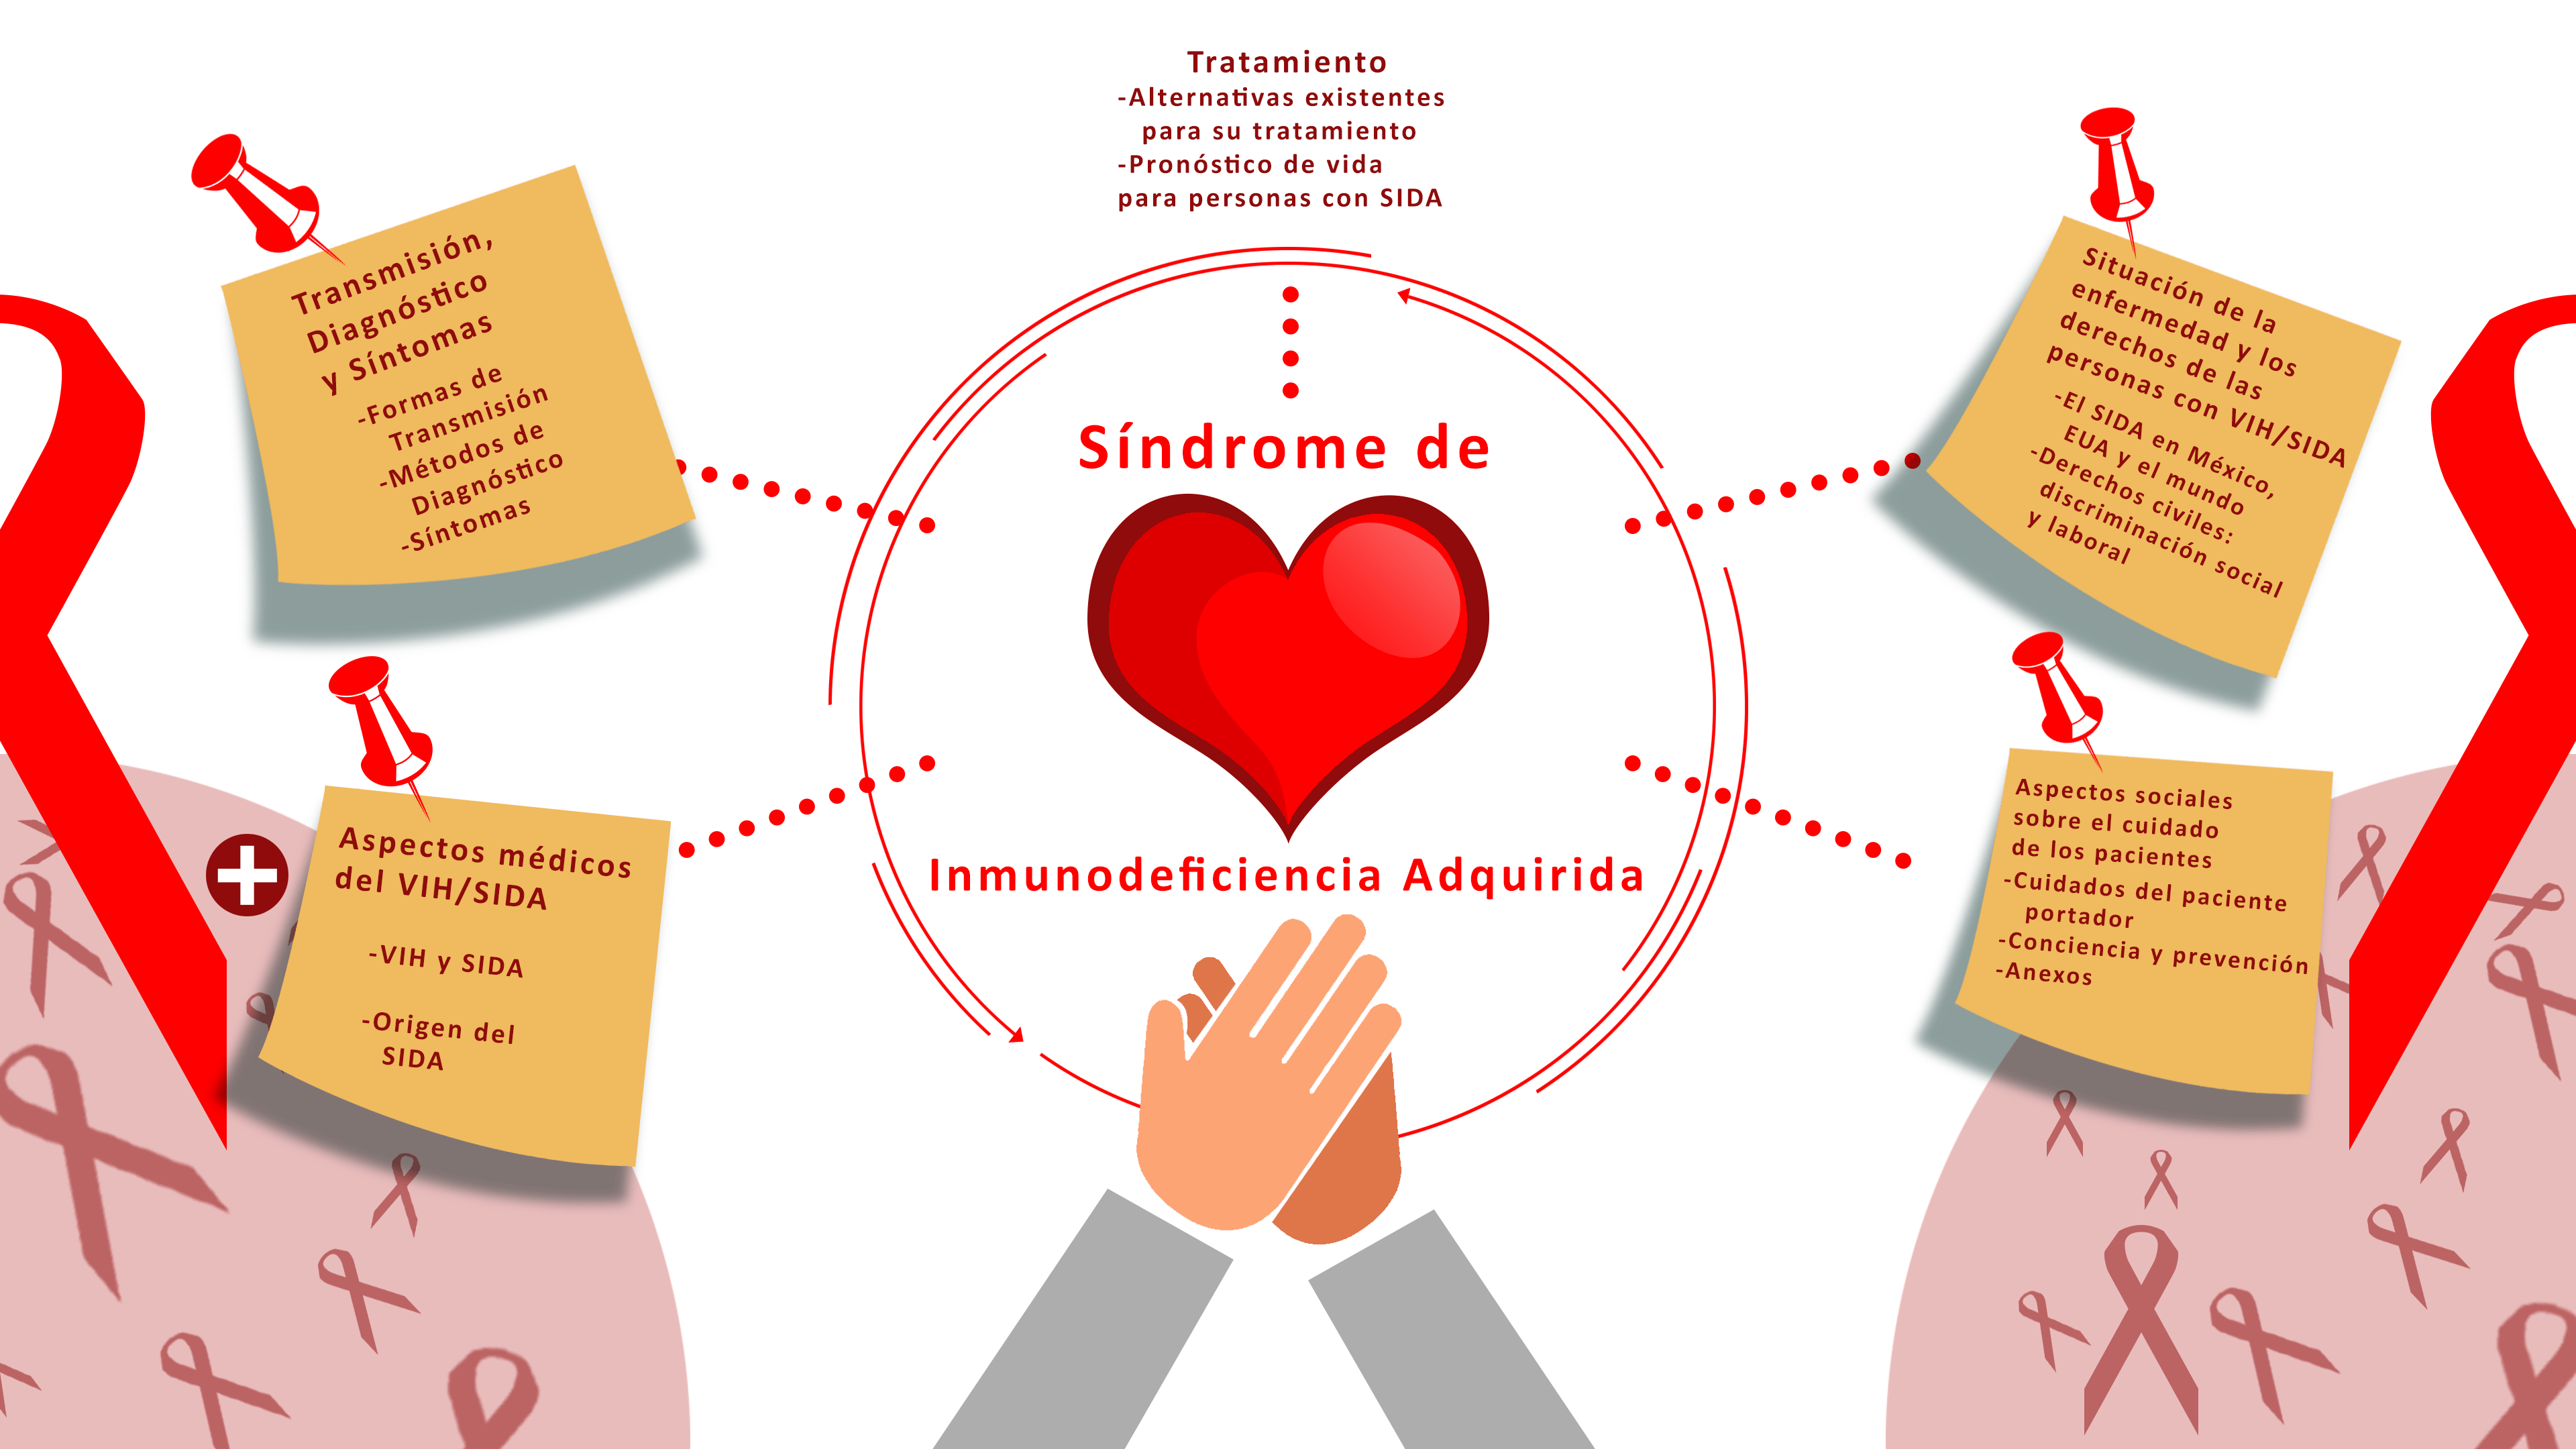 Tratamiento
-Alternativas existentes
para su tratamiento
-Pronóstico de vida
para personas con SIDA
Transmisión,
Diagnóstico
y Síntomas
-Formas de
Transmisión
-Métodos de
Diagnóstico
-Síntomas
Situación de la
enfermedad y los
derechos de las
personas con VIH/SIDA
-El SIDA en México,
EUA y el mundo
-Derechos civiles:
discriminación social
y laboral
Síndrome de
Inmunodeficiencia Adquirida
Aspectos médicos
del VIH/SIDA
-VIH y SIDA
-Origen del
SIDA
Aspectos sociales
sobre el cuidado
de los pacientes
-Cuidados del paciente
portador
-Conciencia y prevención
-Anexos